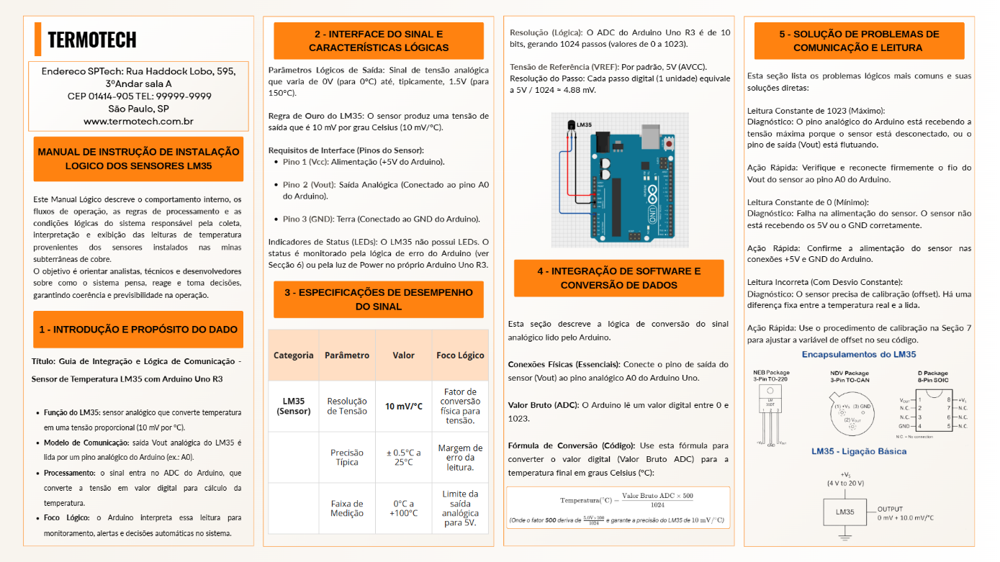 TERMOTECH
Endereco SPTech: Rua Haddock Lobo, 595,
3ºAndar sala A
CEP 01414-905 TEL: 99999-9999
São Paulo, SP
www.termotech.com.br
MANUAL DE INSTRUÇÃO DE INSTALAÇÃO
LOGICO DOS SENSORES LM35
Este Manual Lógico descreve o comportamento interno, os
fluxos de operação, as regras de processamento e as
condições lógicas do sistema responsável pela coleta,
interpretação e exibição das leituras de temperatura
provenientes dos sensores instalados nas minas
subterrâneas de cobre.
O objetivo é orientar analistas, técnicos e desenvolvedores
sobre como o sistema pensa, reage e toma decisões,
garantindo coerência e previsibilidade na operação.
1 - INTRODUÇÃO E PROPÓSITO DO DADO
Título: Guia de Integração e Lógica de Comunicação -
Sensor de Temperatura LM35 com Arduino Uno R3
• Função do LM35: sensor analógico que converte temperatura
em uma tensão proporcional (10 mV por °C).
• Modelo de Comunicação: saída Vout analógica do LM35 é
lida por um pino analógico do Arduino (ex.: A0).
• Processamento: o sinal entra no ADC do Arduino, que
converte a tensão em valor digital para cálculo da
temperatura.
• Foco Lógico: o Arduino interpreta essa leitura para
monitoramento, alertas e decisões automáticas no sistema.
2 - INTERFACE DO SINAL E
CARACTERÍSTICAS LÓGICAS
Parâmetros Lógicos de Saída: Sinal de tensão analógica
que varia de 0V (para 0°C) até, tipicamente, 1.5V (para
150°C).
Regra de Ouro do LM35: O sensor produz uma tensão de
saída que é 10 mV por grau Celsius (10 mV/°C).
Requisitos de Interface (Pinos do Sensor):
• Pino 1 (Vcc): Alimentação (+5V do Arduino).
• Pino 2 (Vout): Saída Analógica (Conectado ao pino A0
do Arduino).
• Pino 3 (GND): Terra (Conectado ao GND do Arduino).
Indicadores de Status (LEDs): O LM35 não possui LEDs. O
status é monitorado pela lógica de erro do Arduino (ver
Secção 6) ou pela luz de Power no próprio Arduino Uno R3.
3 - ESPECIFICAÇÕES DE DESEMPENHO
DO SINAL
Categoria Parâmetro Valor Foco Lógico
LM35
(Sensor)
Resolução
de Tensão
10 mV/°C
Fator de
conversão
física para
tensão.
Precisão
Típica
± 0.5°C a
25°C
Margem de
erro da
leitura.
Faixa de
Medição
0°C a
+100°C
Limite da
saída
analógica
para 5V.
Resolução (Lógica): O ADC do Arduino Uno R3 é de 10
bits, gerando 1024 passos (valores de 0 a 1023).
Tensão de Referência (VREF): Por padrão, 5V (AVCC).
Resolução do Passo: Cada passo digital (1 unidade) equivale
a 5V / 1024 ≈ 4.88 mV.
LM35
UNO
4 - INTEGRAÇÃO DE SOFTWARE E
CONVERSÃO DE DADOS
Esta seção descreve a lógica de conversão do sinal
analógico lido pelo Arduino.
Conexões Físicas (Essenciais): Conecte o pino de saída do
sensor (Vout) ao pino analógico A0 do Arduino Uno.
Valor Bruto (ADC): O Arduino lê um valor digital entre 0 e
1023.
Fórmula de Conversão (Código): Use esta fórmula para
converter o valor digital (Valor Bruto ADC) para a
temperatura final em graus Celsius (°C):
Temperatura(°C) = Valor Bruto ADC × 500 / 1024
(Onde o fator 500 deriva de 5.0V×100 / 1024 e garante a precisão do LM35 de 10 mV/°C)
5 - SOLUÇÃO DE PROBLEMAS DE
COMUNICAÇÃO E LEITURA
Esta seção lista os problemas lógicos mais comuns e suas
soluções diretas:
Leitura Constante de 1023 (Máximo):
Diagnóstico: O pino analógico do Arduino está recebendo a
tensão máxima porque o sensor está desconectado, ou o
pino de saída (Vout) está flutuando.
Ação Rápida: Verifique e reconecte firmemente o fio do
Vout do sensor ao pino A0 do Arduino.
Leitura Constante de 0 (Mínimo):
Diagnóstico: Falha na alimentação do sensor. O sensor não
está recebendo os 5V ou o GND corretamente.
Ação Rápida: Confirme a alimentação do sensor nas
conexões +5V e GND do Arduino.
Leitura Incorreta (Com Desvio Constante):
Diagnóstico: O sensor precisa de calibração (offset). Há uma
diferença fixa entre a temperatura real e a lida.
Ação Rápida: Use o procedimento de calibração na Seção 7
para ajustar a variável de offset no seu código.
Encapsulamentos do LM35
NEB Package
3-Pin TO-220
LM
35DT
1 2 3
+Vs GND Vout
NDV Package
3-Pin TO-CAN
(1) +Vs (3) GND
(2) Vout
D Package
8-Pin SOIC
Vout 1 8 +Vs
N.C. 2 7 N.C.
N.C. 3 6 N.C.
GND 4 5 N.C.
N.C. = No connection
LM35 - Ligação Básica
+Vs
(4 V to 20 V)
LM35
OUTPUT
0 mV + 10.0 mV/°C